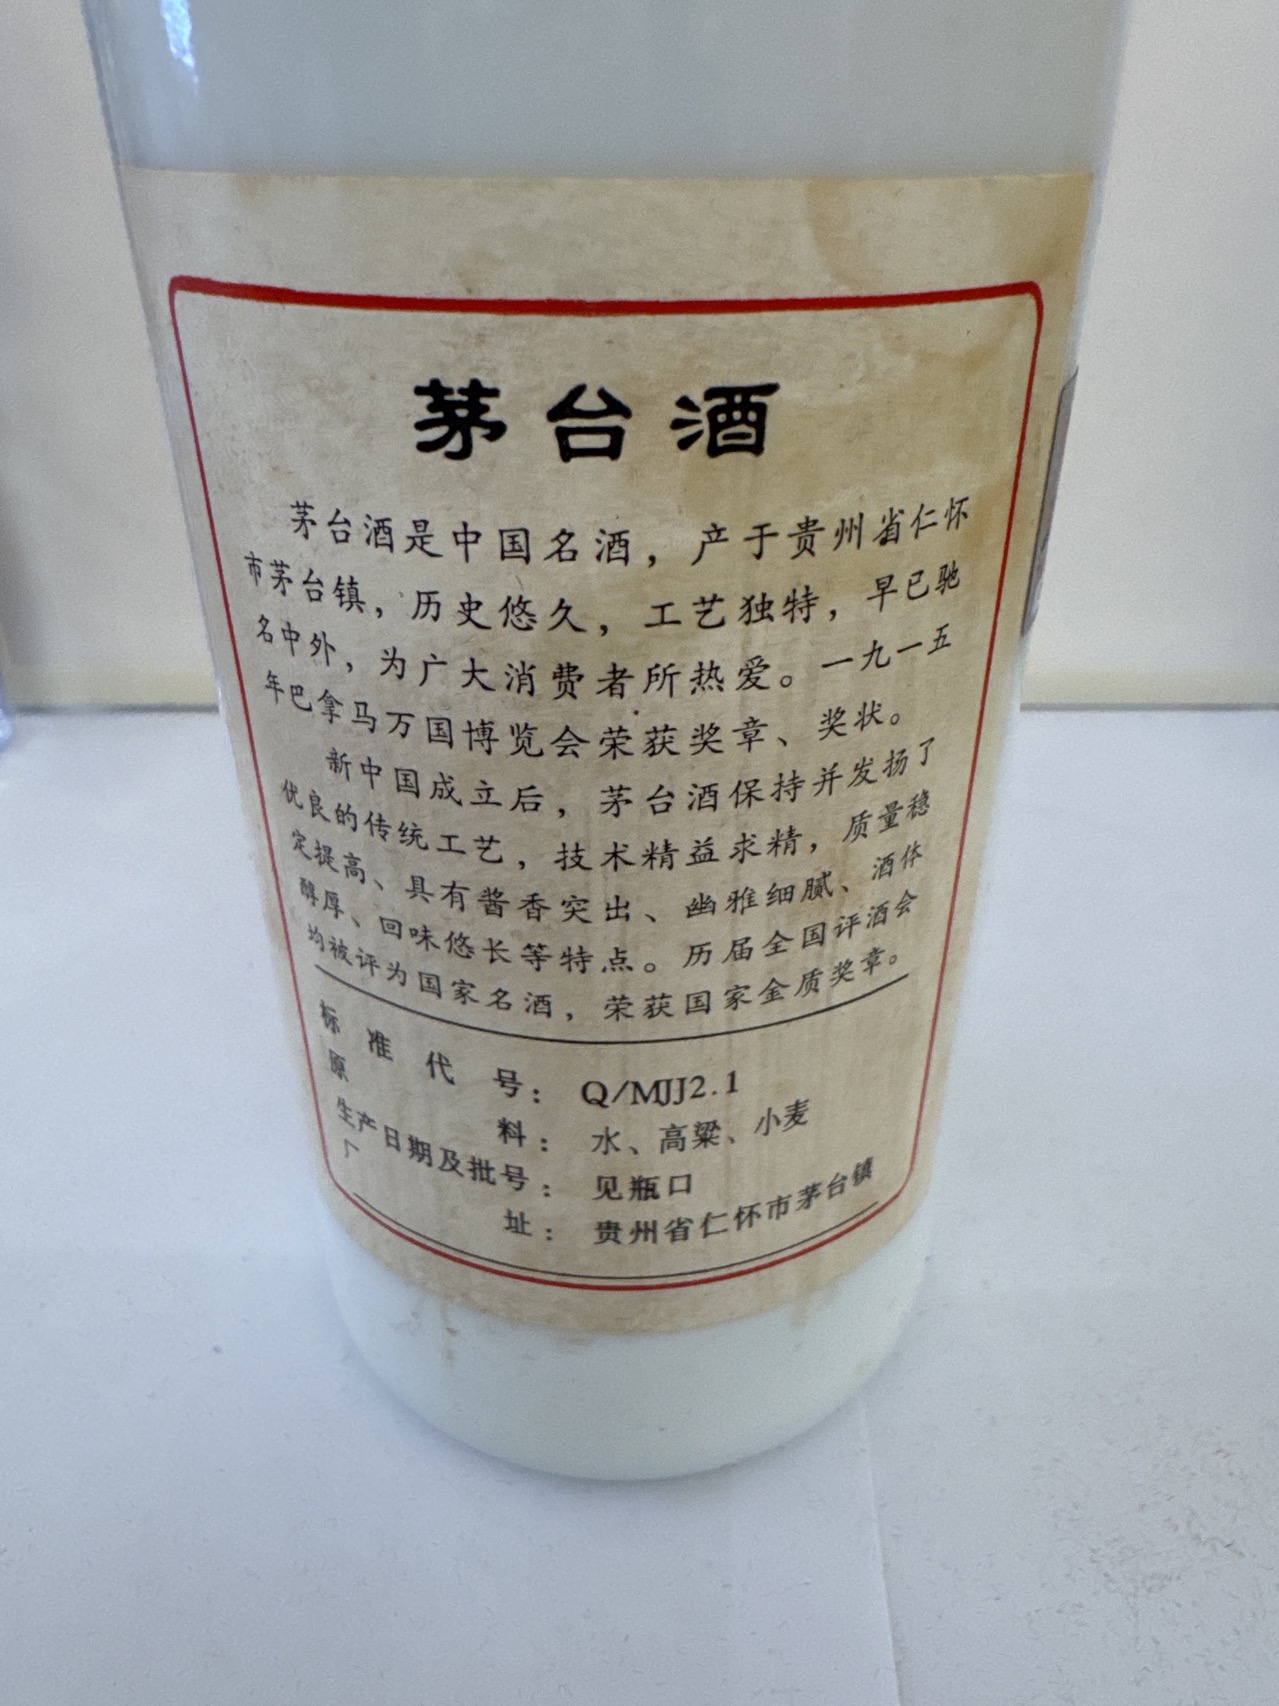 茅台酒
茅台酒是中国名酒，产于贵州省仁怀
市茅台镇，历史悠久，工艺独特，早已驰
名中外，为广大消费者所热爱。一九一五
年巴拿马万国博览会荣获奖章、奖状。
新中国成立后，茅台酒保持并发扬了
优良的传统工艺，技术精益求精，质量稳
定提高、具有酱香突出、幽雅细腻、酒体
醇厚、回味悠长等特点。历届全国评酒会
均被评为国家名酒，荣获国家金质奖章。
标准代号：Q/MJJ2.1
原料：水、高粱、小麦
生产日期及批号：见瓶口
厂址：贵州省仁怀市茅台镇